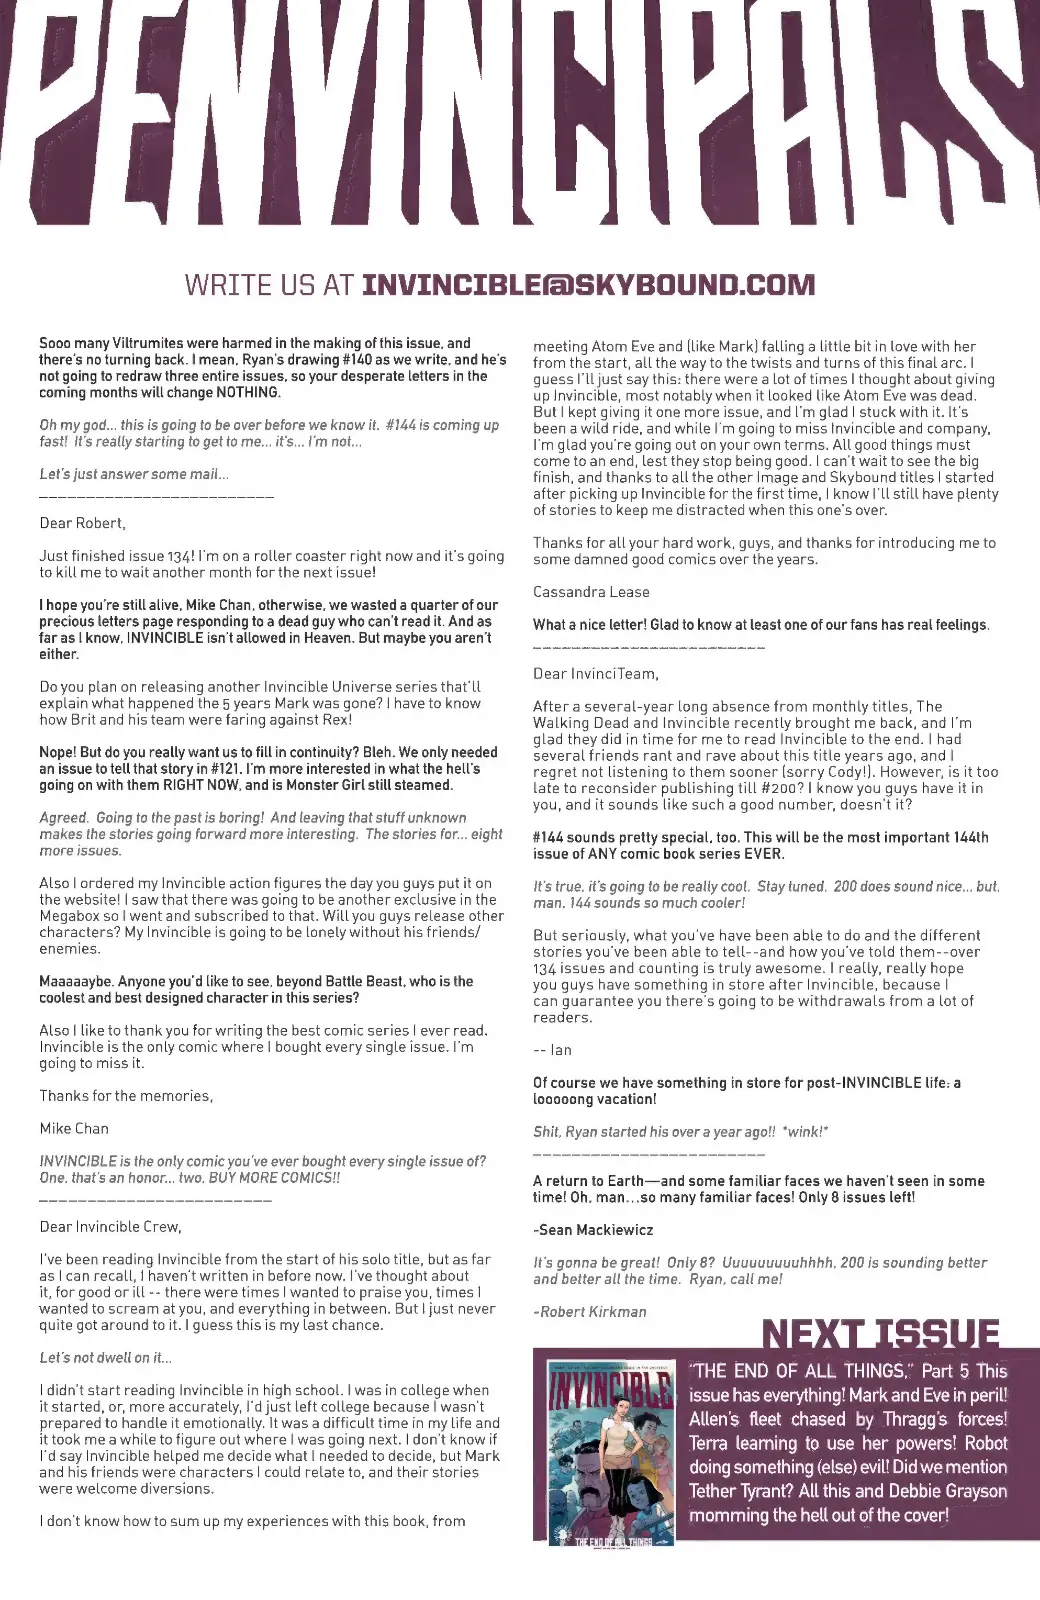 PENVINCIPALS
WRITE US AT INVINCIBLE@SKYBOUND.COM
Sooo many Viltrumites were harmed in the making of this issue, and
there's no turning back. I mean, Ryan's drawing #140 as we write, and he's
not going to redraw three entire issues, so your desperate letters in the
coming months will change NOTHING.
Oh my god... this is going to be over before we know it. #144 is coming up
fast! It's really starting to get to me... it's... I'm not...
Let's just answer some mail...
Dear Robert,
Just finished issue 134! I'm on a roller coaster right now and it's going
to kill me to wait another month for the next issue!
I hope you're still alive, Mike Chan, otherwise, we wasted a quarter of our
precious letters page responding to a dead guy who can't read it. And as
far as I know, INVINCIBLE isn't allowed in Heaven. But maybe you aren't
either.
Do you plan on releasing another Invincible Universe series that'll
explain what happened the 5 years Mark was gone? I have to know
how Brit and his team were faring against Rex!
Nope! But do you really want us to fill in continuity? Bleh. We only needed
an issue to tell that story in #121. I'm more interested in what the hell's
going on with them RIGHT NOW, and is Monster Girl still steamed.
Agreed. Going to the past is boring! And leaving that stuff unknown
makes the stories going forward more interesting. The stories for... eight
more issues.
Also I ordered my Invincible action figures the day you guys put it on
the website! I saw that there was going to be another exclusive in the
Megabox so I went and subscribed to that. Will you guys release other
characters? My Invincible is going to be lonely without his friends/
enemies.
Maaaaaybe. Anyone you'd like to see, beyond Battle Beast, who is the
coolest and best designed character in this series?
Also I like to thank you for writing the best comic series I ever read.
Invincible is the only comic where I bought every single issue. I'm
going to miss it.
Thanks for the memories,
Mike Chan
INVINCIBLE is the only comic you've ever bought every single issue of?
One, that's an honor... two, BUY MORE COMICS!!
Dear Invincible Crew,
I've been reading Invincible from the start of his solo title, but as far
as I can recall, I haven't written in before now. I've thought about
it, for good or ill -- there were times I wanted to praise you, times I
wanted to scream at you, and everything in between. But I just never
quite got around to it. I guess this is my last chance.
Let's not dwell on it...
I didn't start reading Invincible in high school. I was in college when
it started, or, more accurately, I'd just left college because I wasn't
prepared to handle it emotionally. It was a difficult time in my life and
it took me a while to figure out where I was going next. I don't know if
I'd say Invincible helped me decide what I needed to decide, but Mark
and his friends were characters I could relate to, and their stories
were welcome diversions.
I don't know how to sum up my experiences with this book, from
meeting Atom Eve and (like Mark) falling a little bit in love with her
from the start, all the way to the twists and turns of this final arc. I
guess I'll just say this: there were a lot of times I thought about giving
up Invincible, most notably when it looked like Atom Eve was dead.
But I kept giving it one more issue, and I'm glad I stuck with it. It's
been a wild ride, and while I'm going to miss Invincible and company,
I'm glad you're going out on your own terms. All good things must
come to an end, lest they stop being good. I can't wait to see the big
finish, and thanks to all the other Image and Skybound titles I started
after picking up Invincible for the first time, I know I'll still have plenty
of stories to keep me distracted when this one's over.
Thanks for all your hard work, guys, and thanks for introducing me to
some damned good comics over the years.
Cassandra Lease
What a nice letter! Glad to know at least one of our fans has real feelings.
Dear InvinciTeam,
After a several-year long absence from monthly titles, The
Walking Dead and Invincible recently brought me back, and I'm
glad they did in time for me to read Invincible to the end. I had
several friends rant and rave about this title years ago, and I
regret not listening to them sooner (sorry Cody!). However, is it too
late to reconsider publishing till #200? I know you guys have it in
you, and it sounds like such a good number, doesn't it?
#144 sounds pretty special, too. This will be the most important 144th
issue of ANY comic book series EVER.
It's true, it's going to be really cool. Stay tuned. 200 does sound nice... but,
man, 144 sounds so much cooler!
But seriously, what you've have been able to do and the different
stories you've been able to tell--and how you've told them--over
134 issues and counting is truly awesome. I really, really hope
you guys have something in store after Invincible, because I
can guarantee you there's going to be withdrawals from a lot of
readers.
-- Ian
Of course we have something in store for post-INVINCIBLE life: a
looooong vacation!
Shit, Ryan started his over a year ago!! *wink!*
A return to Earth—and some familiar faces we haven't seen in some
time! Oh, man...so many familiar faces! Only 8 issues left!
-Sean Mackiewicz
It's gonna be great! Only 8? Uuuuuuuuuhhhh, 200 is sounding better
and better all the time. Ryan, call me!
-Robert Kirkman
NEXT ISSUE
INVINCIBLE
THE END OF ALL THINGS
"THE END OF ALL THINGS," Part 5 This
issue has everything! Mark and Eve in peril!
Allen's fleet chased by Thragg's forces!
Terra learning to use her powers! Robot
doing something (else) evil! Did we mention
Tether Tyrant? All this and Debbie Grayson
momming the hell out of the cover!